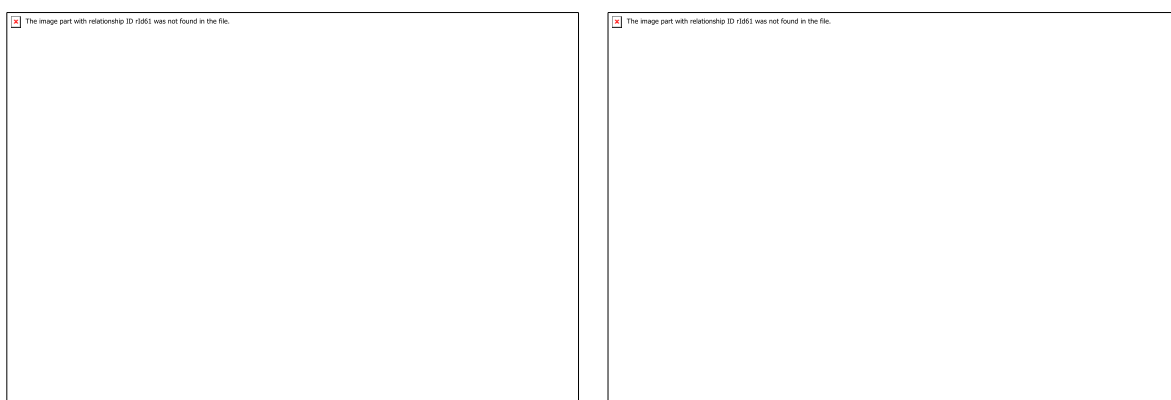 The image part with relationship ID rId61 was not found in the file.
The image part with relationship ID rId61 was not found in the file.